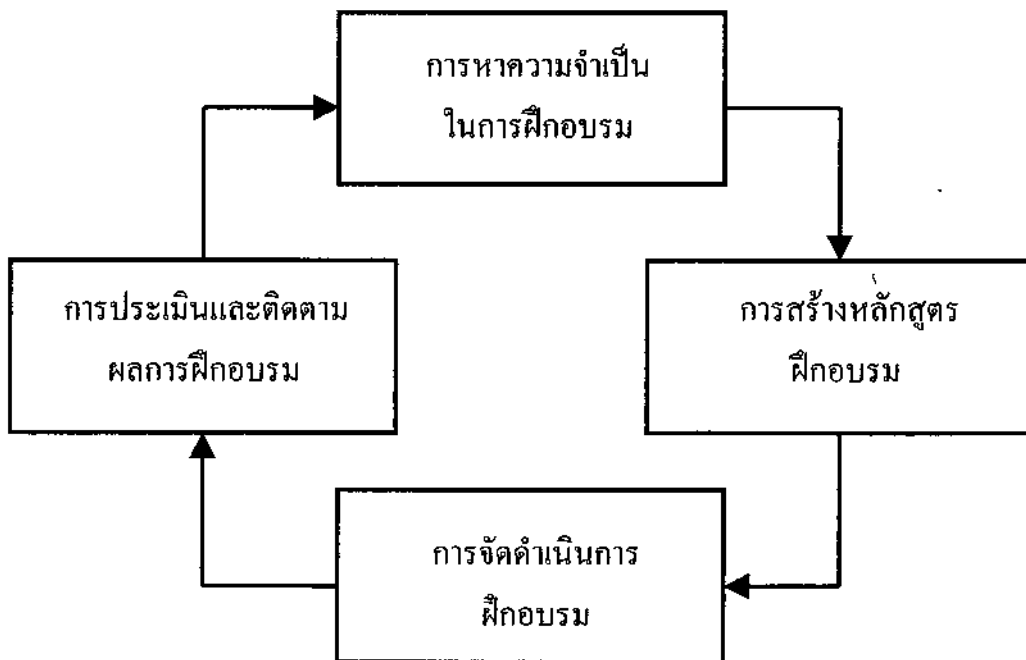 การหาความจำเป็น
ในการฝึกอบรม
การประเมินและติดตาม
ผลการฝึกอบรม
การสร้างหลักสูตร
ฝึกอบรม
การจัดดำเนินการ
ฝึกอบรม